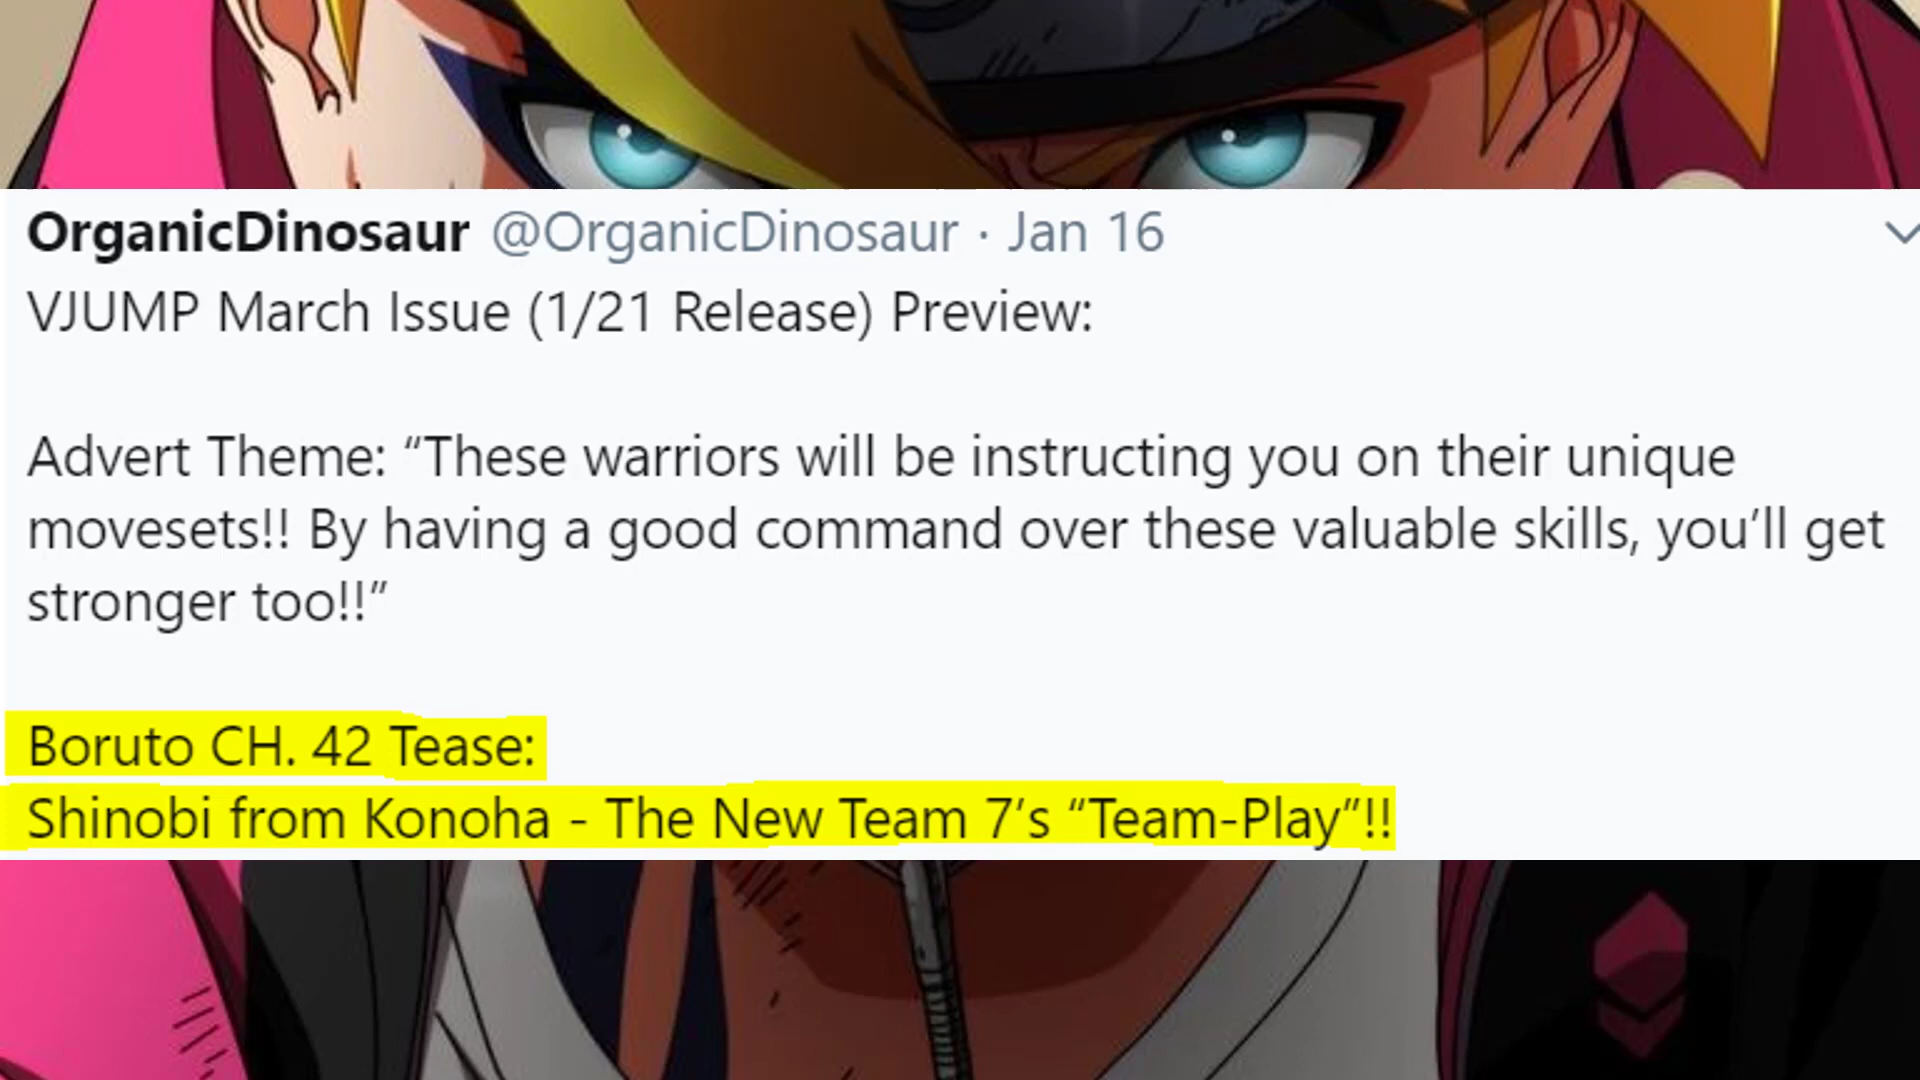 OrganicDinosaur @OrganicDinosaur · Jan 16
VJUMP March Issue (1/21 Release) Preview:
Advert Theme: “These warriors will be instructing you on their unique
movesets!! By having a good command over these valuable skills, you’ll get
stronger too!!”
Boruto CH. 42 Tease:
Shinobi from Konoha - The New Team 7’s “Team-Play”!!